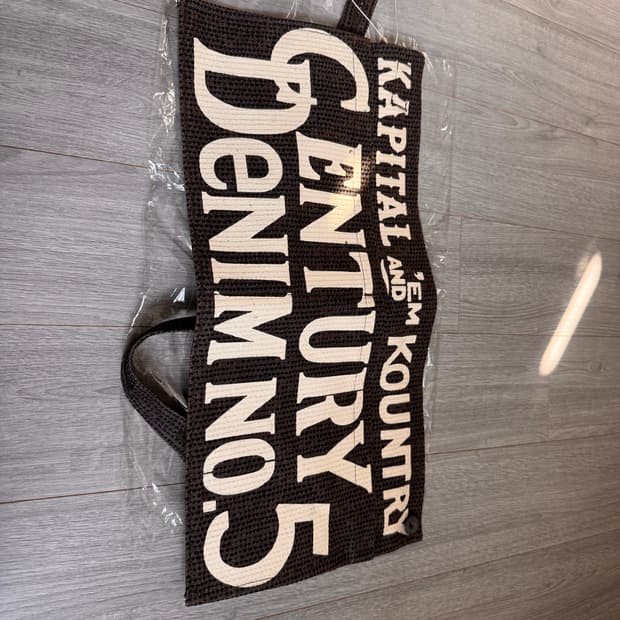 KAPITAL AND 'EM KOUNTRY
CENTURY
DENIM NO. 5